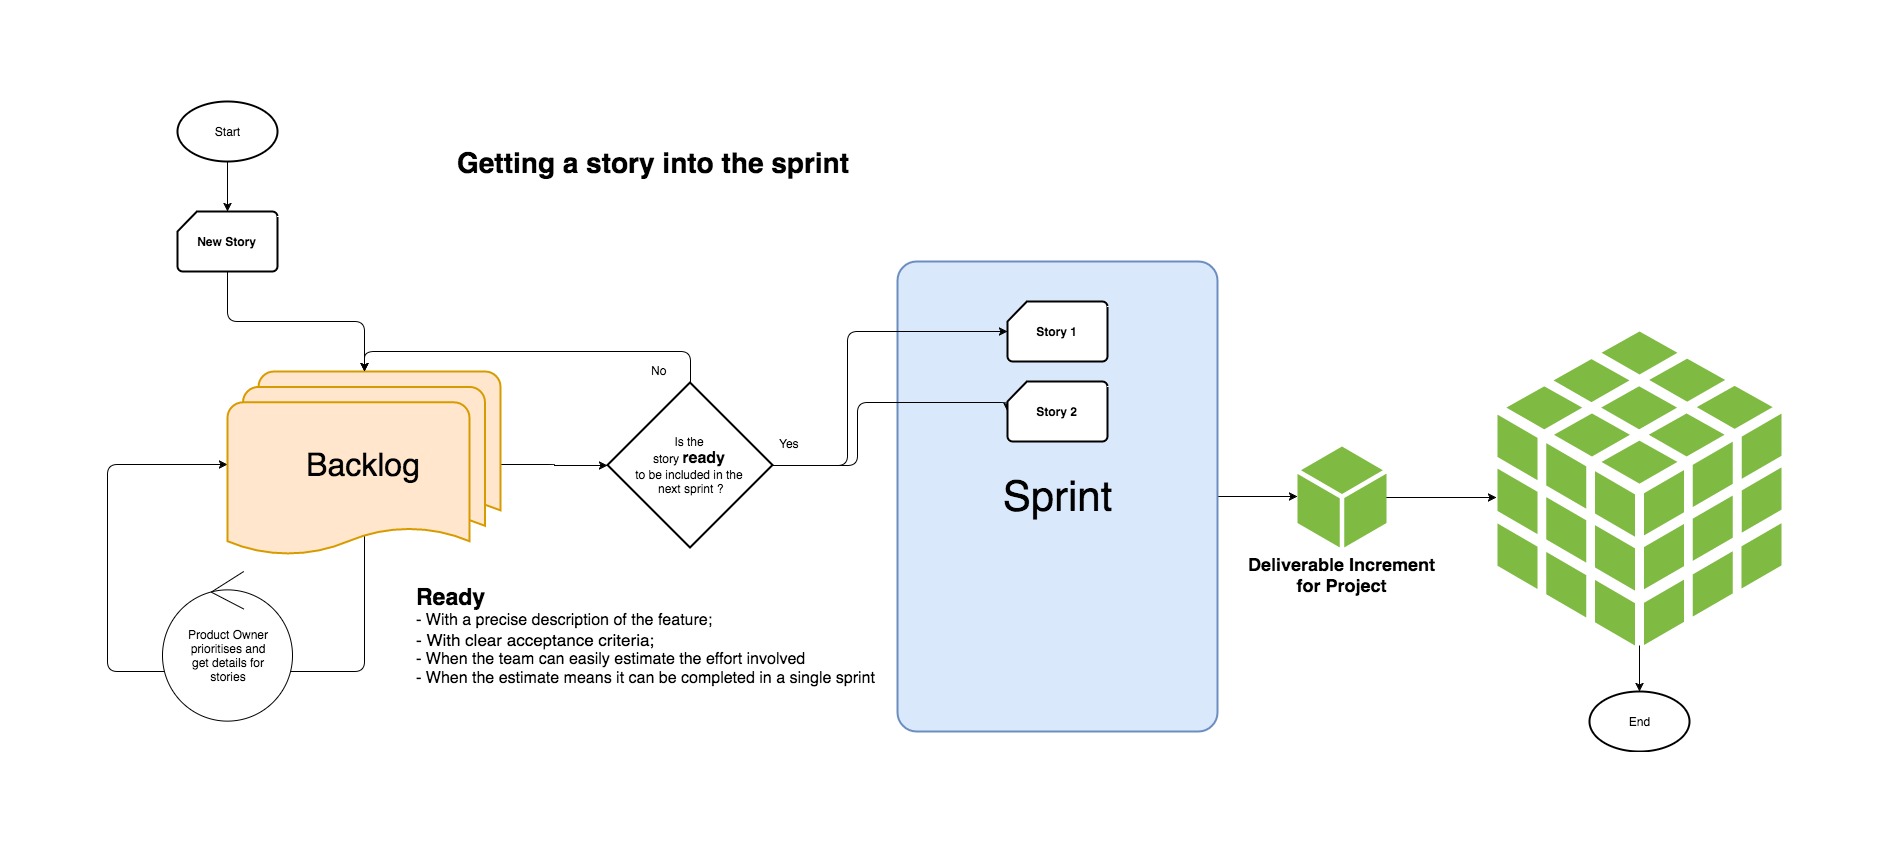 Start
Getting a story into the sprint
New Story
No
Is the
story ready
to be included in the
next sprint ?
Yes
Backlog
Story 1
Story 2
Sprint
Product Owner
prioritises and
get details for
stories
Ready
- With a precise description of the feature;
- With clear acceptance criteria;
- When the team can easily estimate the effort involved
- When the estimate means it can be completed in a single sprint
Deliverable Increment
for Project
End